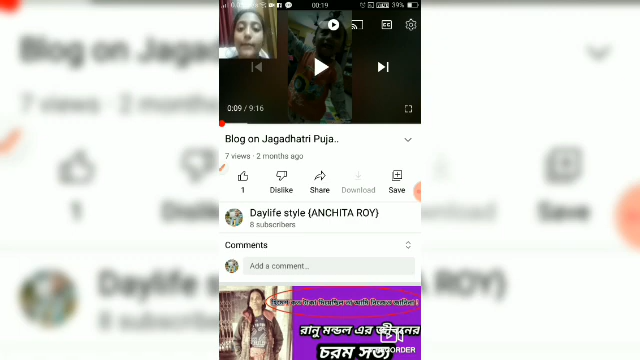 00:19
39%
CC
0:09 / 9:16
Blog on Jagadhatri Puja..
7 views · 2 months ago
1
Dislike
Share
Download
Save
Daylife style {ANCHITA ROY}
8 subscribers
Comments
Add a comment...
রানু মন্ডল এর জীবনের
চরম সত্য